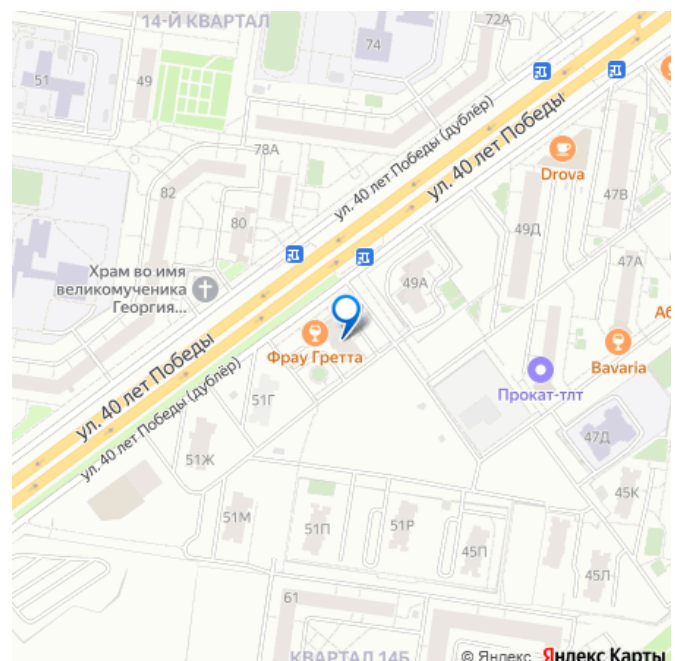 14-Й КВАРТАЛ
72А
74
51
49
78А
ул. 40 лет Победы (дублёр)
ул. 40 лет Победы
Drova
47В
82
80
49Д
47А
Храм во имя
великомученика
Георгия...
49А
Аб
Фрау Гретта
Bavaria
ул. 40 лет Победы
ул. 40 лет Победы (дублёр)
51Г
Прокат-тлт
47Д
51Ж
45К
51М
51П
51Р
45П
45Л
61
КВАРТАЛ 14Б
© Яндекс Яндекс Карты